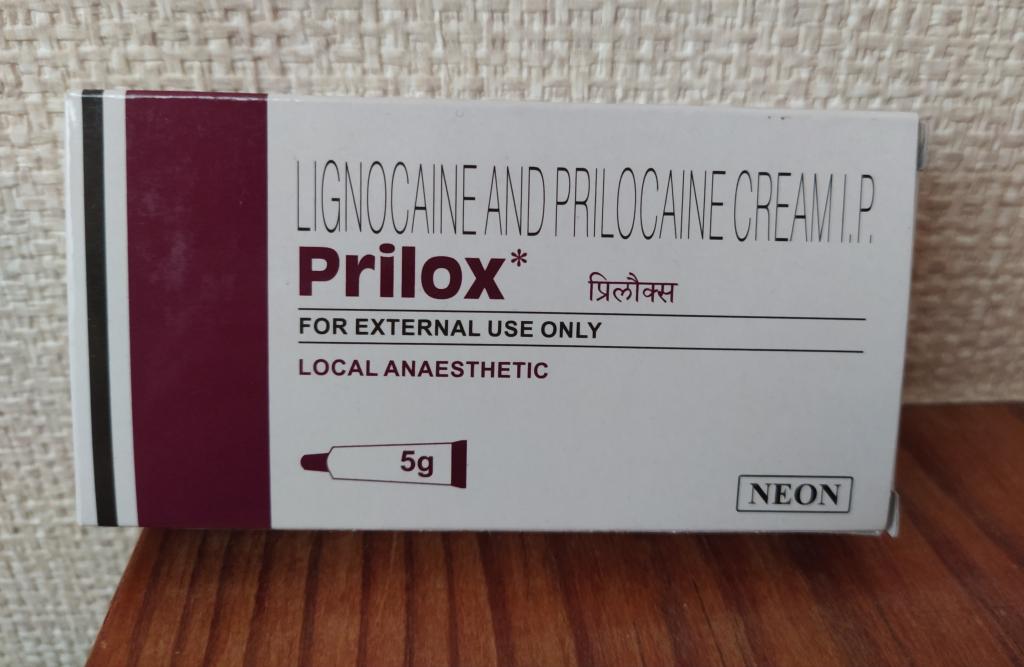 LIGNOCAINE AND PRILOCAINE CREAM I.P.
Prilox* प्रिलौक्स
FOR EXTERNAL USE ONLY
LOCAL ANAESTHETIC
5g
NEON